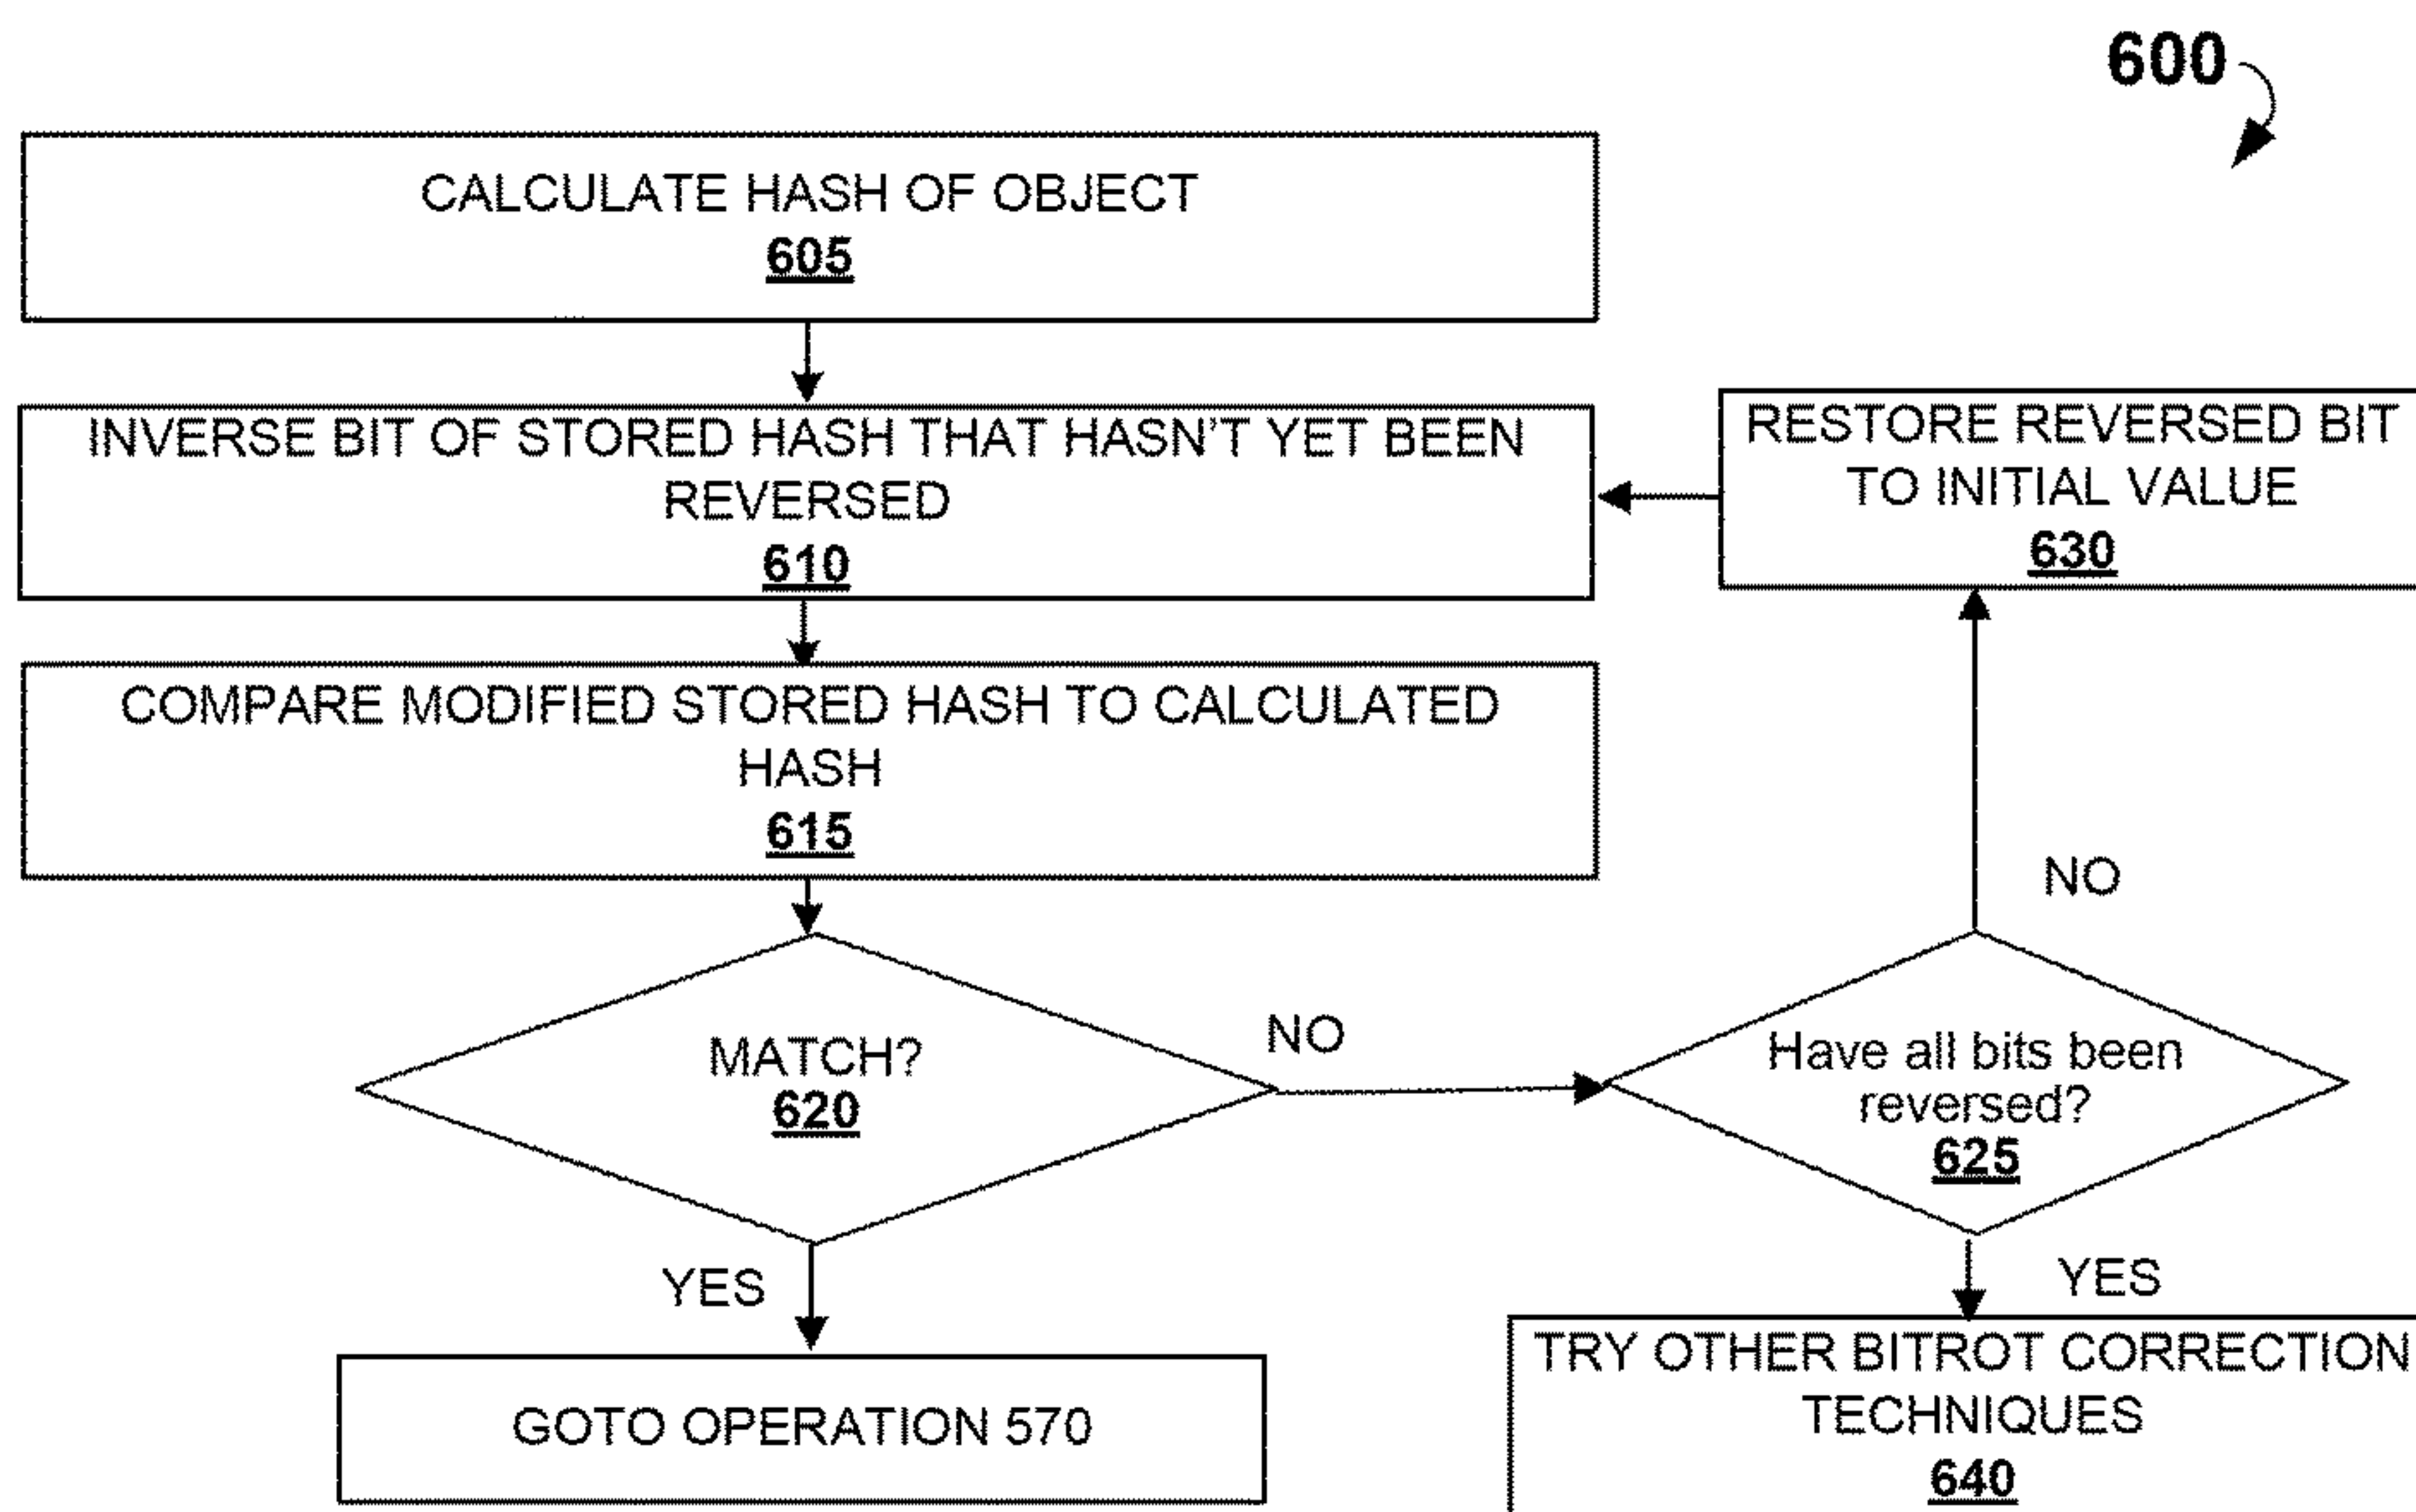 600
CALCULATE HASH OF OBJECT
605
INVERSE BIT OF STORED HASH THAT HASN'T YET BEEN
REVERSED
610
RESTORE REVERSED BIT
TO INITIAL VALUE
630
COMPARE MODIFIED STORED HASH TO CALCULATED
HASH
615
NO
MATCH?
620
NO
Have all bits been
reversed?
625
YES
YES
GOTO OPERATION 570
TRY OTHER BITROT CORRECTION
TECHNIQUES
640